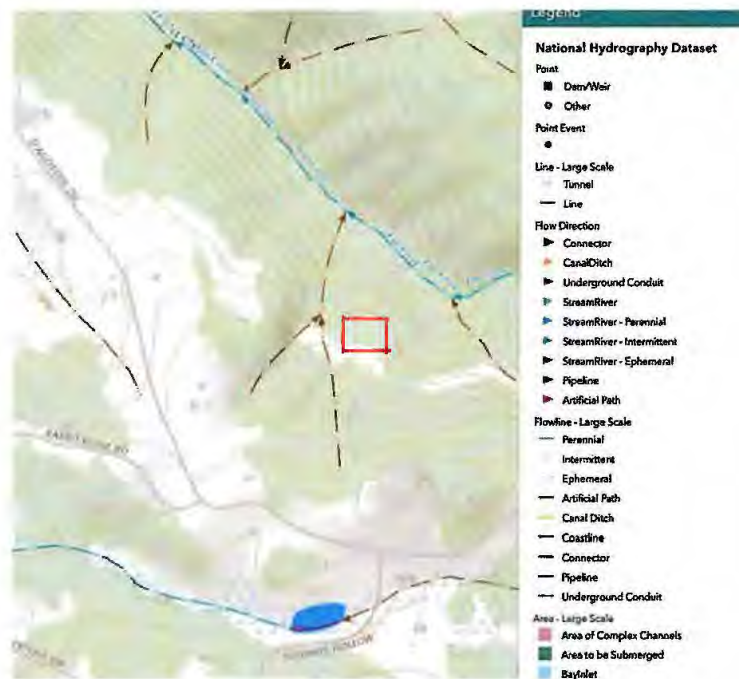 Legend
National Hydrography Dataset
Point
Dam/Weir
Other
Point Event
Line - Large Scale
Tunnel
Line
Flow Direction
Connector
CanalDitch
Underground Conduit
StreamRiver
StreamRiver - Perennial
StreamRiver - Intermittent
StreamRiver - Ephemeral
Pipeline
Artificial Path
Flowline - Large Scale
Perennial
Intermittent
Ephemeral
Artificial Path
Canal Ditch
Coastline
Connector
Pipeline
Underground Conduit
Area - Large Scale
Area of Complex Channels
Area to be Submerged
BayInlet
HOLLOW